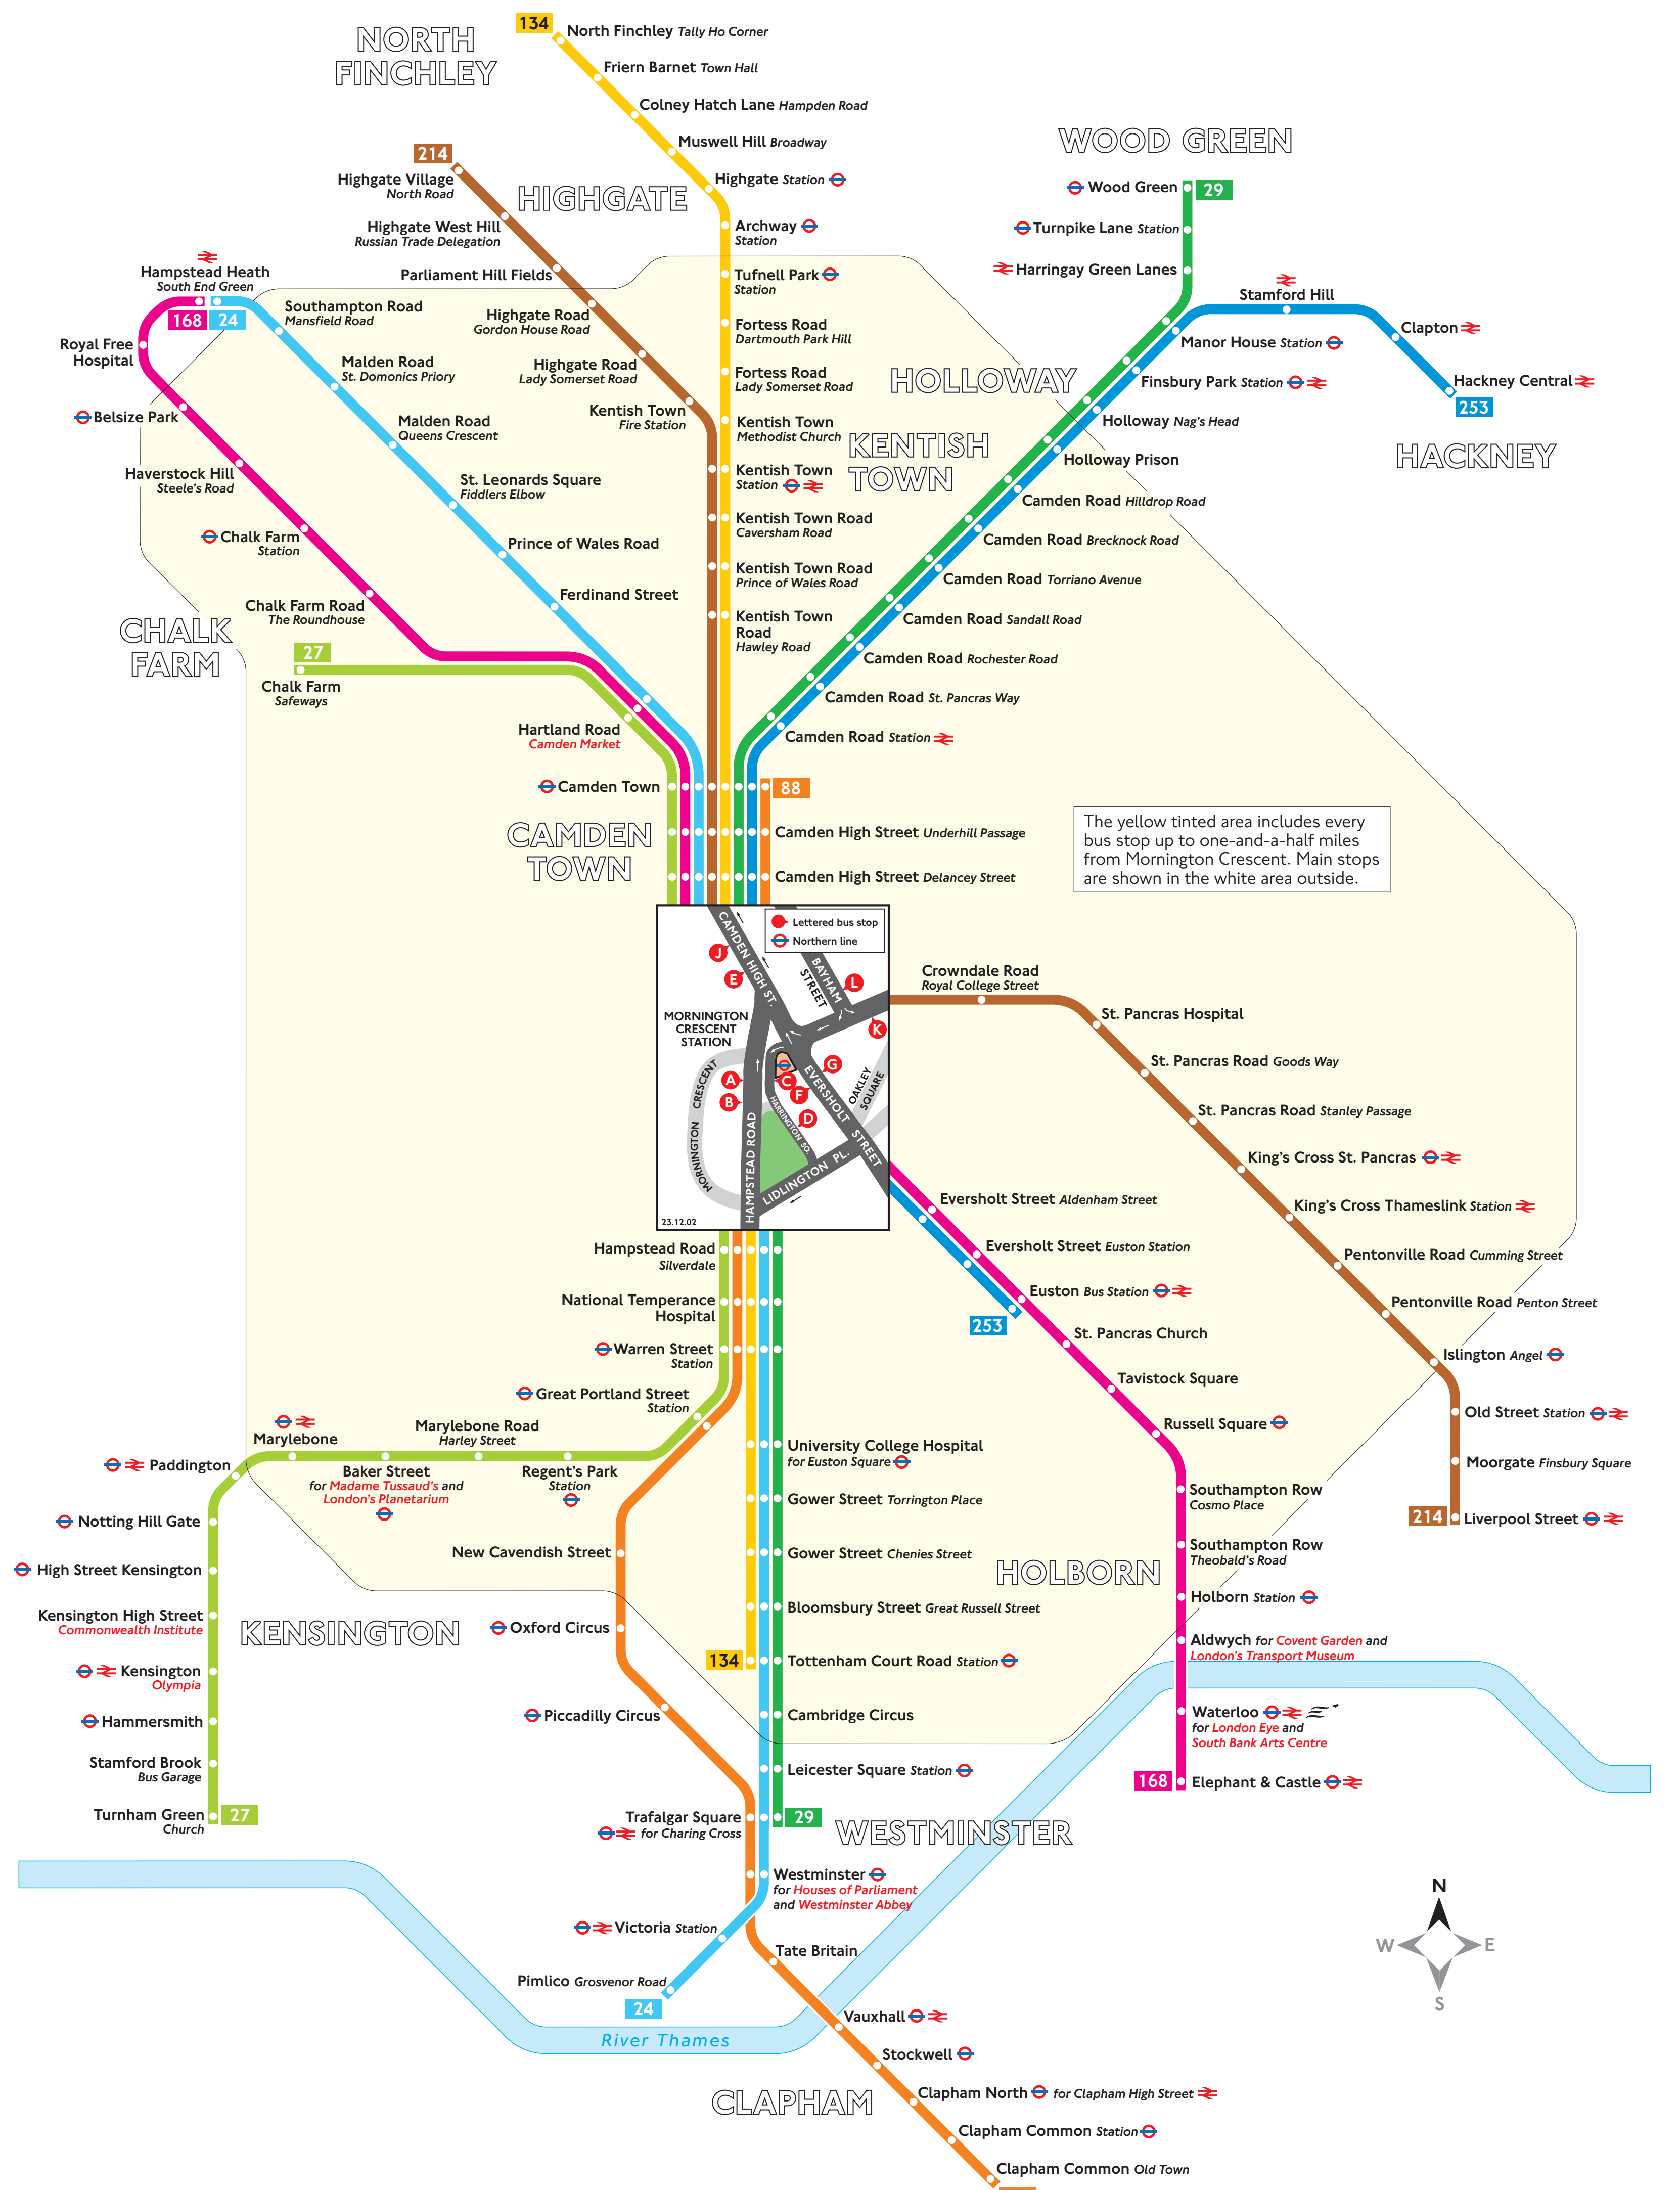 134
North Finchley Tally Ho Corner
NORTH
FINCHLEY
Friern Barnet Town Hall
Colney Hatch Lane Hampden Road
Muswell Hill Broadway
WOOD GREEN
214
Highgate Village
North Road
HIGHGATE
Highgate Station
Wood Green
29
Highgate West Hill
Russian Trade Delegation
Archway
Station
Turnpike Lane Station
Parliament Hill Fields
Tufnell Park
Station
Harringay Green Lanes
Hampstead Heath
South End Green
168
24
Southampton Road
Mansfield Road
Highgate Road
Gordon House Road
Fortess Road
Dartmouth Park Hill
Stamford Hill
Clapton
Royal Free
Hospital
Manor House Station
Malden Road
St. Domonics Priory
Highgate Road
Lady Somerset Road
Fortess Road
Lady Somerset Road
HOLLOWAY
Finsbury Park Station
Hackney Central
253
Belsize Park
Malden Road
Queens Crescent
Kentish Town
Fire Station
Kentish Town
Methodist Church
KENTISH
TOWN
Holloway Nag's Head
HACKNEY
Haverstock Hill
Steele's Road
St. Leonards Square
Fiddlers Elbow
Kentish Town
Station
Holloway Prison
Camden Road Hilldrop Road
Chalk Farm
Station
Prince of Wales Road
Kentish Town Road
Caversham Road
Camden Road Brecknock Road
Kentish Town Road
Prince of Wales Road
Camden Road Torriano Avenue
Chalk Farm Road
The Roundhouse
Ferdinand Street
Kentish Town
Road
Hawley Road
Camden Road Sandall Road
CHALK
FARM
27
Chalk Farm
Safeways
Camden Road Rochester Road
Camden Road St. Pancras Way
Hartland Road
Camden Market
Camden Road Station
Camden Town
88
CAMDEN
TOWN
Camden High Street Underhill Passage
Camden High Street Delancey Street
The yellow tinted area includes every
bus stop up to one-and-a-half miles
from Mornington Crescent. Main stops
are shown in the white area outside.
Lettered bus stop
Northern line
CAMDEN HIGH ST.
BAYHAM
STREET
J
E
L
K
MORNINGTON
CRESCENT
STATION
G
A
C
B
F
D
MORNINGTON CRESCENT
HAMPSTEAD ROAD
HARRINGTON SQ.
EVERSHOLT STREET
OAKLEY
SQUARE
LIDLINGTON PL.
23.12.02
Crowndale Road
Royal College Street
St. Pancras Hospital
St. Pancras Road Goods Way
St. Pancras Road Stanley Passage
King's Cross St. Pancras
King's Cross Thameslink Station
Pentonville Road Cumming Street
Pentonville Road Penton Street
Islington Angel
Old Street Station
Moorgate Finsbury Square
214
Liverpool Street
Eversholt Street Aldenham Street
Eversholt Street Euston Station
Euston Bus Station
253
St. Pancras Church
Tavistock Square
Russell Square
Southampton Row
Cosmo Place
Southampton Row
Theobald's Road
HOLBORN
Holborn Station
Aldwych for Covent Garden and
London's Transport Museum
Waterloo
for London Eye and
South Bank Arts Centre
168
Elephant & Castle
Hampstead Road
Silverdale
National Temperance
Hospital
Warren Street
Station
Great Portland Street
Station
Marylebone
Marylebone Road
Harley Street
Paddington
Baker Street
for Madame Tussaud's and
London's Planetarium
Regent's Park
Station
Notting Hill Gate
High Street Kensington
Kensington High Street
Commonwealth Institute
KENSINGTON
Kensington
Olympia
Hammersmith
Stamford Brook
Bus Garage
Turnham Green
Church
27
University College Hospital
for Euston Square
Gower Street Torrington Place
New Cavendish Street
Gower Street Chenies Street
Oxford Circus
Bloomsbury Street Great Russell Street
134
Tottenham Court Road Station
Piccadilly Circus
Cambridge Circus
Leicester Square Station
Trafalgar Square
for Charing Cross
29
WESTMINSTER
Westminster
for Houses of Parliament
and Westminster Abbey
Victoria Station
Tate Britain
Pimlico Grosvenor Road
24
Vauxhall
River Thames
Stockwell
CLAPHAM
Clapham North for Clapham High Street
Clapham Common Station
Clapham Common Old Town
N
W
E
S